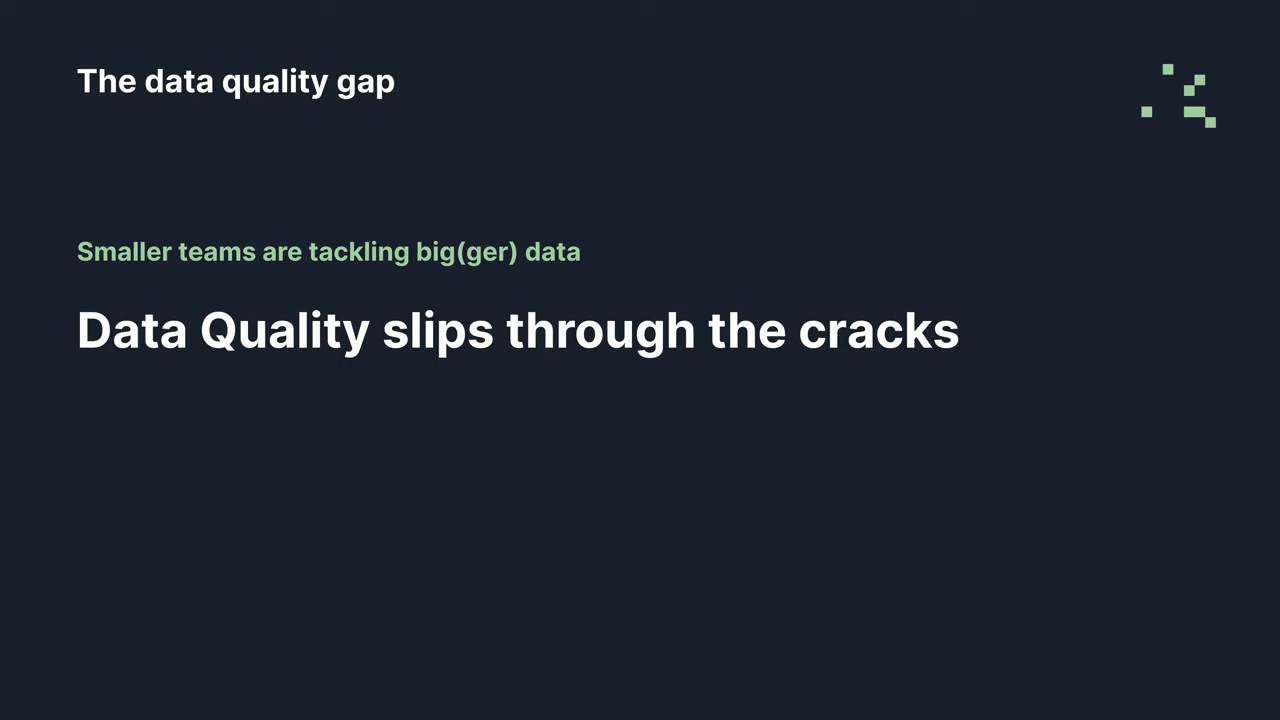 The data quality gap
Smaller teams are tackling big(ger) data
Data Quality slips through the cracks